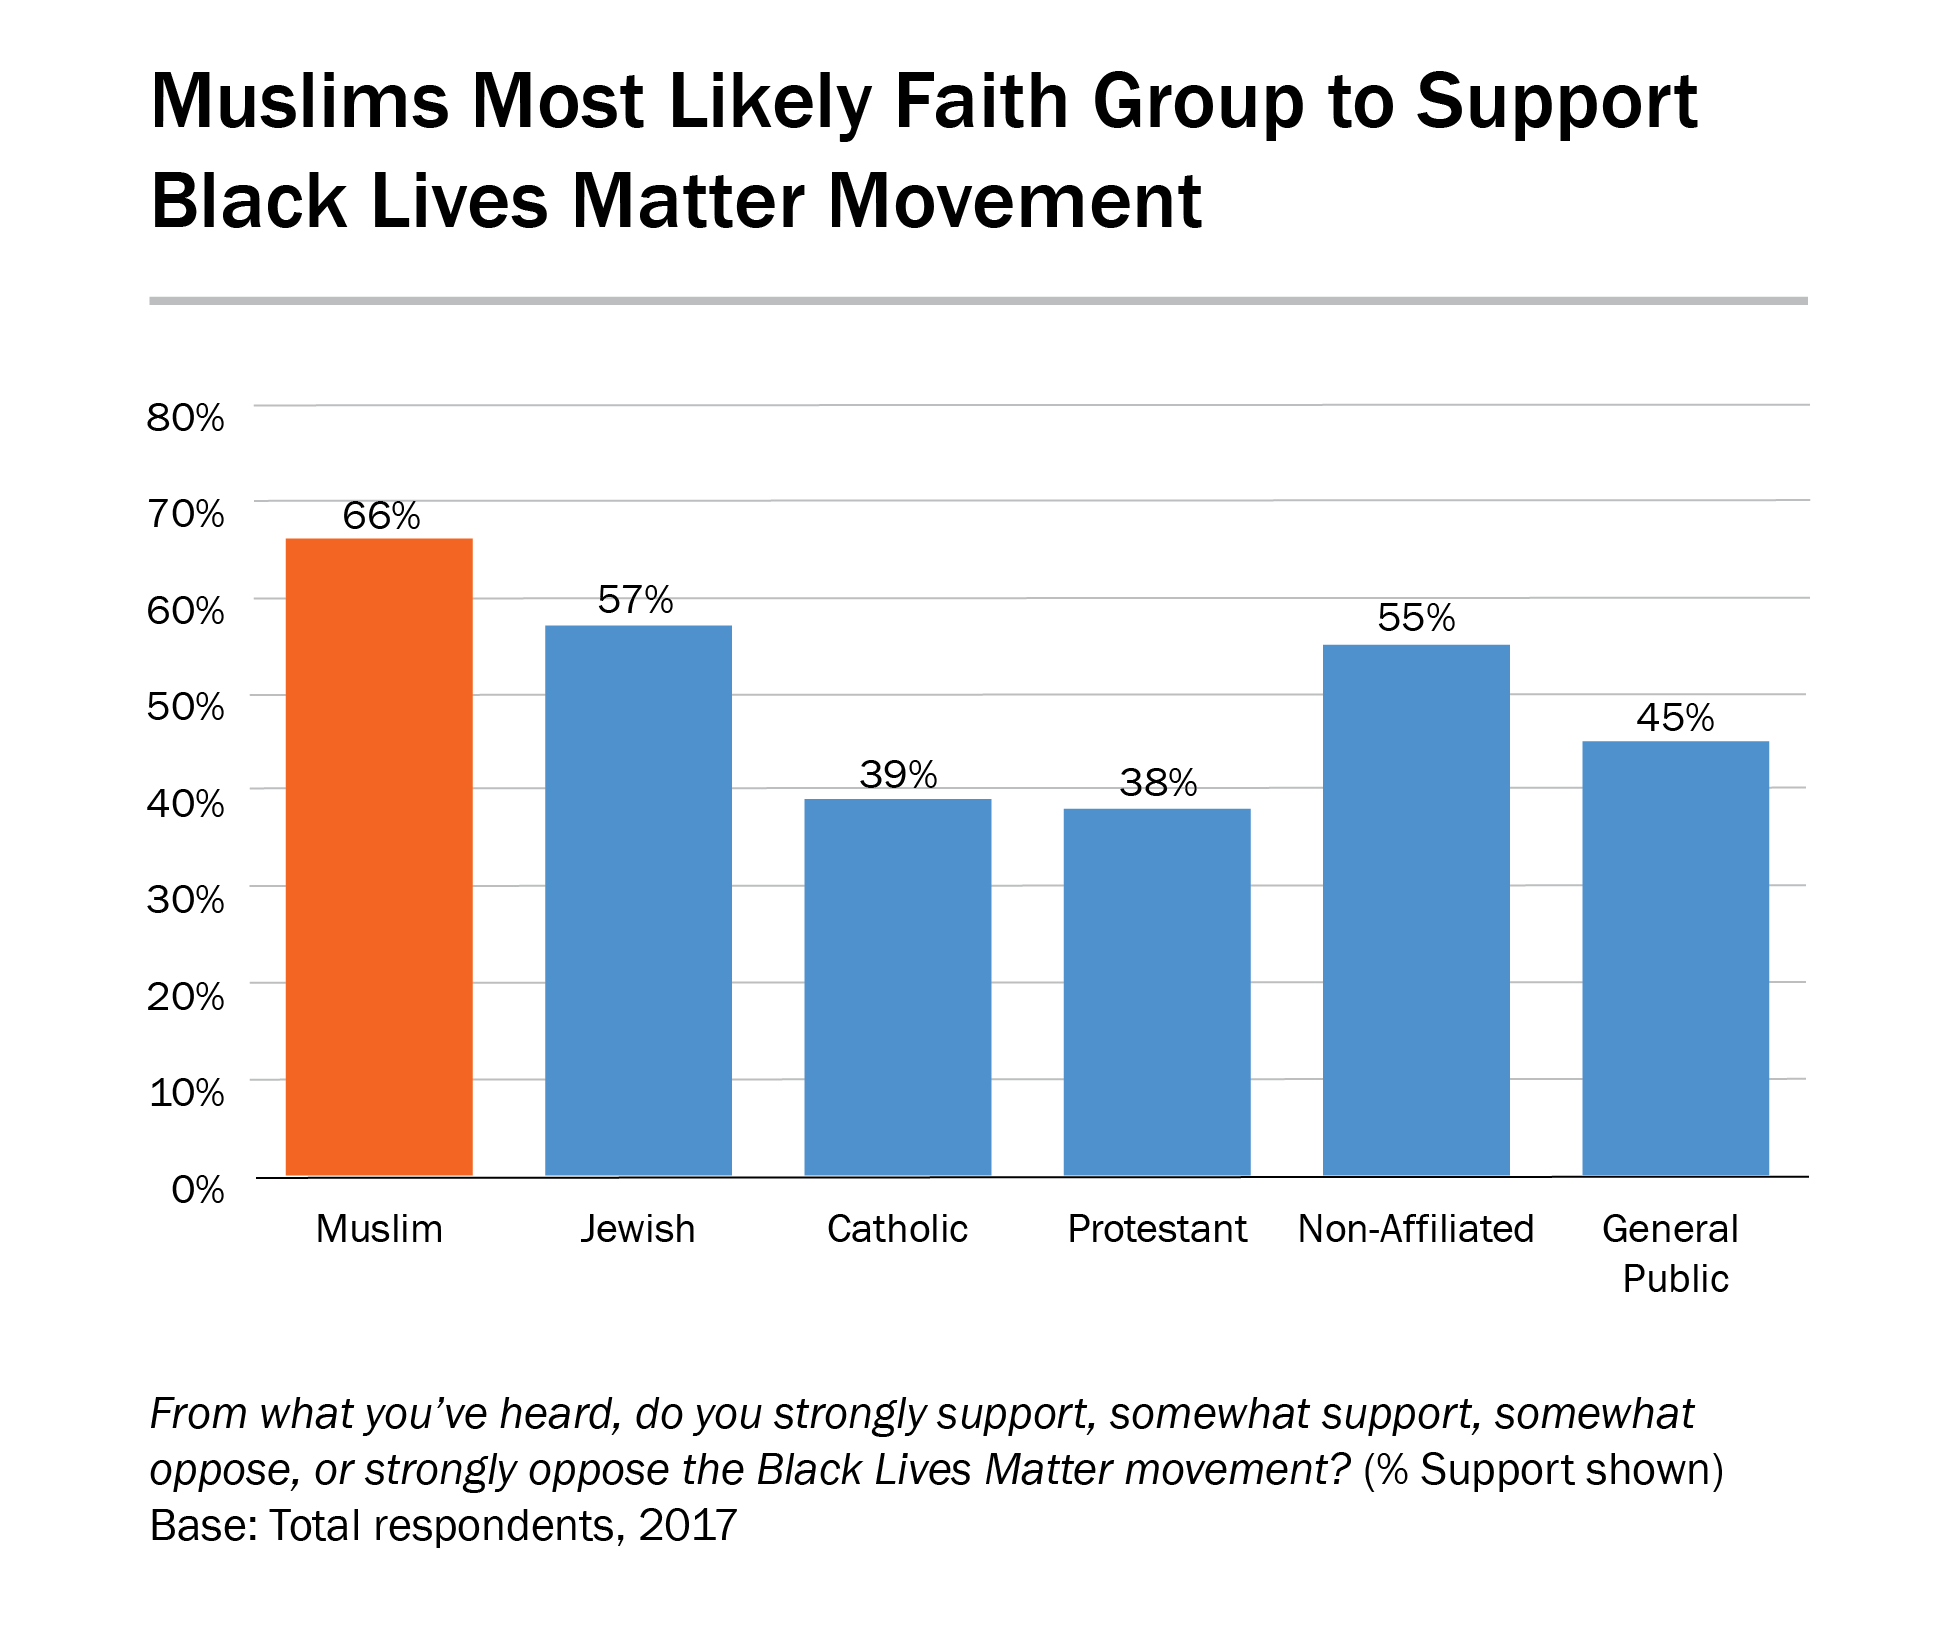 Muslims Most Likely Faith Group to Support
Black Lives Matter Movement
80%
70%
60%
50%
40%
30%
20%
10%
0%
66%
57%
39%
38%
55%
45%
Muslim
Jewish
Catholic
Protestant
Non-Affiliated
General
Public
From what you’ve heard, do you strongly support, somewhat support, somewhat
oppose, or strongly oppose the Black Lives Matter movement? (% Support shown)
Base: Total respondents, 2017